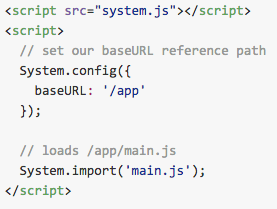 <script src="system.js"></script>
<script>
  // set our baseURL reference path
  System.config({
    baseURL: '/app'
  });

  // loads /app/main.js
  System.import('main.js');
</script>